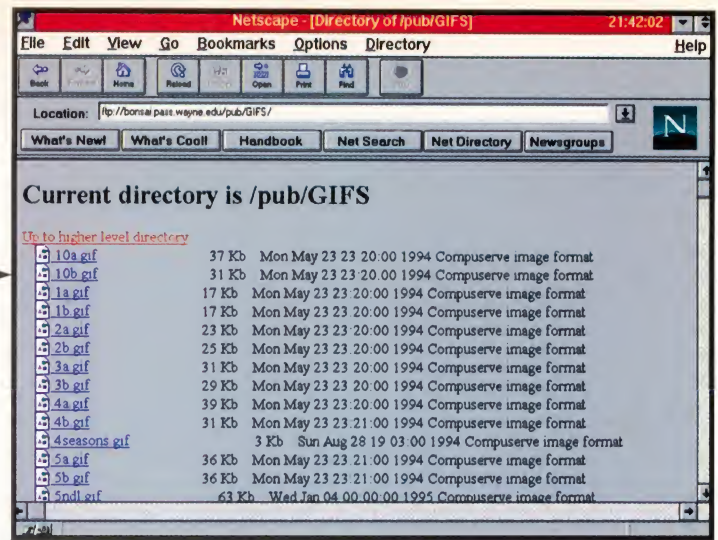 Netscape - [Directory of /pub/GIFS] 21:42:02
File Edit View Go Bookmarks Options Directory Help
Back Forward Home Reload Open Print Find
Location: ftp://bonsai.pass.wayne.edu/pub/GIFS/
What's New! What's Cool! Handbook Net Search Net Directory Newsgroups
N
Current directory is /pub/GIFS
Up to higher level directory
10a.gif 37 Kb Mon May 23 23:20:00 1994 Compuserve image format
10b.gif 31 Kb Mon May 23 23:20:00 1994 Compuserve image format
1a.gif 17 Kb Mon May 23 23:20:00 1994 Compuserve image format
1b.gif 17 Kb Mon May 23 23:20:00 1994 Compuserve image format
2a.gif 23 Kb Mon May 23 23:20:00 1994 Compuserve image format
2b.gif 25 Kb Mon May 23 23:20:00 1994 Compuserve image format
3a.gif 31 Kb Mon May 23 23:20:00 1994 Compuserve image format
3b.gif 29 Kb Mon May 23 23:20:00 1994 Compuserve image format
4a.gif 39 Kb Mon May 23 23:20:00 1994 Compuserve image format
4b.gif 31 Kb Mon May 23 23:21:00 1994 Compuserve image format
4seasons.gif 3 Kb Sun Aug 28 19:03:00 1994 Compuserve image format
5a.gif 36 Kb Mon May 23 23:21:00 1994 Compuserve image format
5b.gif 36 Kb Mon May 23 23:21:00 1994 Compuserve image format
5ndl.gif 63 Kb Wed Jan 04 00:00:00 1995 Compuserve image format